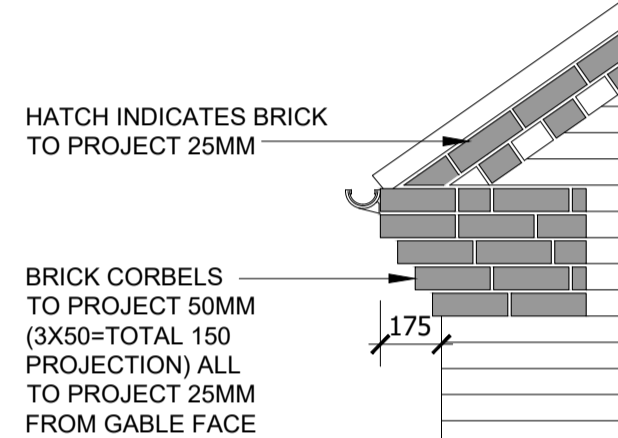 HATCH INDICATES BRICK
TO PROJECT 25MM
BRICK CORBELS
TO PROJECT 50MM
(3X50=TOTAL 150
PROJECTION) ALL
TO PROJECT 25MM
FROM GABLE FACE
175